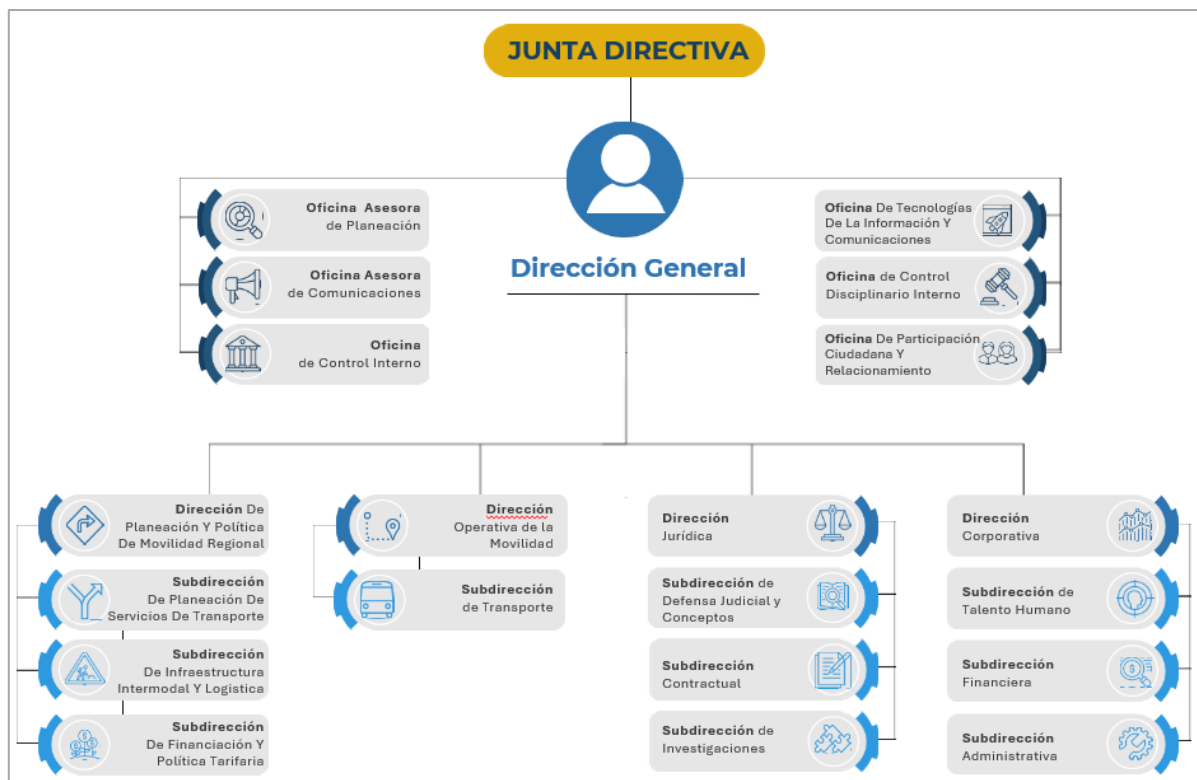 JUNTA DIRECTIVA
Oficina Asesora
de Planeación
Oficina Asesora
de Comunicaciones
Oficina
de Control Interno
Dirección General
Oficina De Tecnologías
De La Información Y
Comunicaciones
Oficina de Control
Disciplinario Interno
Oficina De Participación
Ciudadana Y
Relacionamiento
Dirección De
Planeación Y Política
De Movilidad Regional
Subdirección
De Planeación De
Servicios De Transporte
Subdirección
De Infraestructura
Intermodal Y Logística
Subdirección
De Financiación Y
Política Tarifaria
Dirección
Operativa de la
Movilidad
Subdirección
de Transporte
Dirección
Jurídica
Subdirección de
Defensa Judicial y
Conceptos
Subdirección
Contractual
Subdirección de
Investigaciones
Dirección
Corporativa
Subdirección de
Talento Humano
Subdirección
Financiera
Subdirección
Administrativa